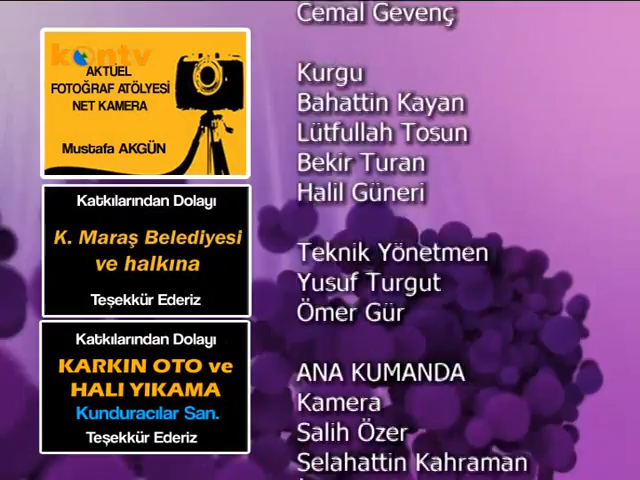 kontv
AKTÜEL
FOTOĞRAF ATÖLYESİ
NET KAMERA
Mustafa AKGÜN
Katkılarından Dolayı
K. Maraş Belediyesi
ve halkına
Teşekkür Ederiz
Katkılarından Dolayı
KARKIN OTO ve
HALI YIKAMA
Kunduracılar San.
Teşekkür Ederiz
Cemal Gevenç
Kurgu
Bahattin Kayan
Lütfullah Tosun
Bekir Turan
Halil Güneri
Teknik Yönetmen
Yusuf Turgut
Ömer Gür
ANA KUMANDA
Kamera
Salih Özer
Selahattin Kahraman